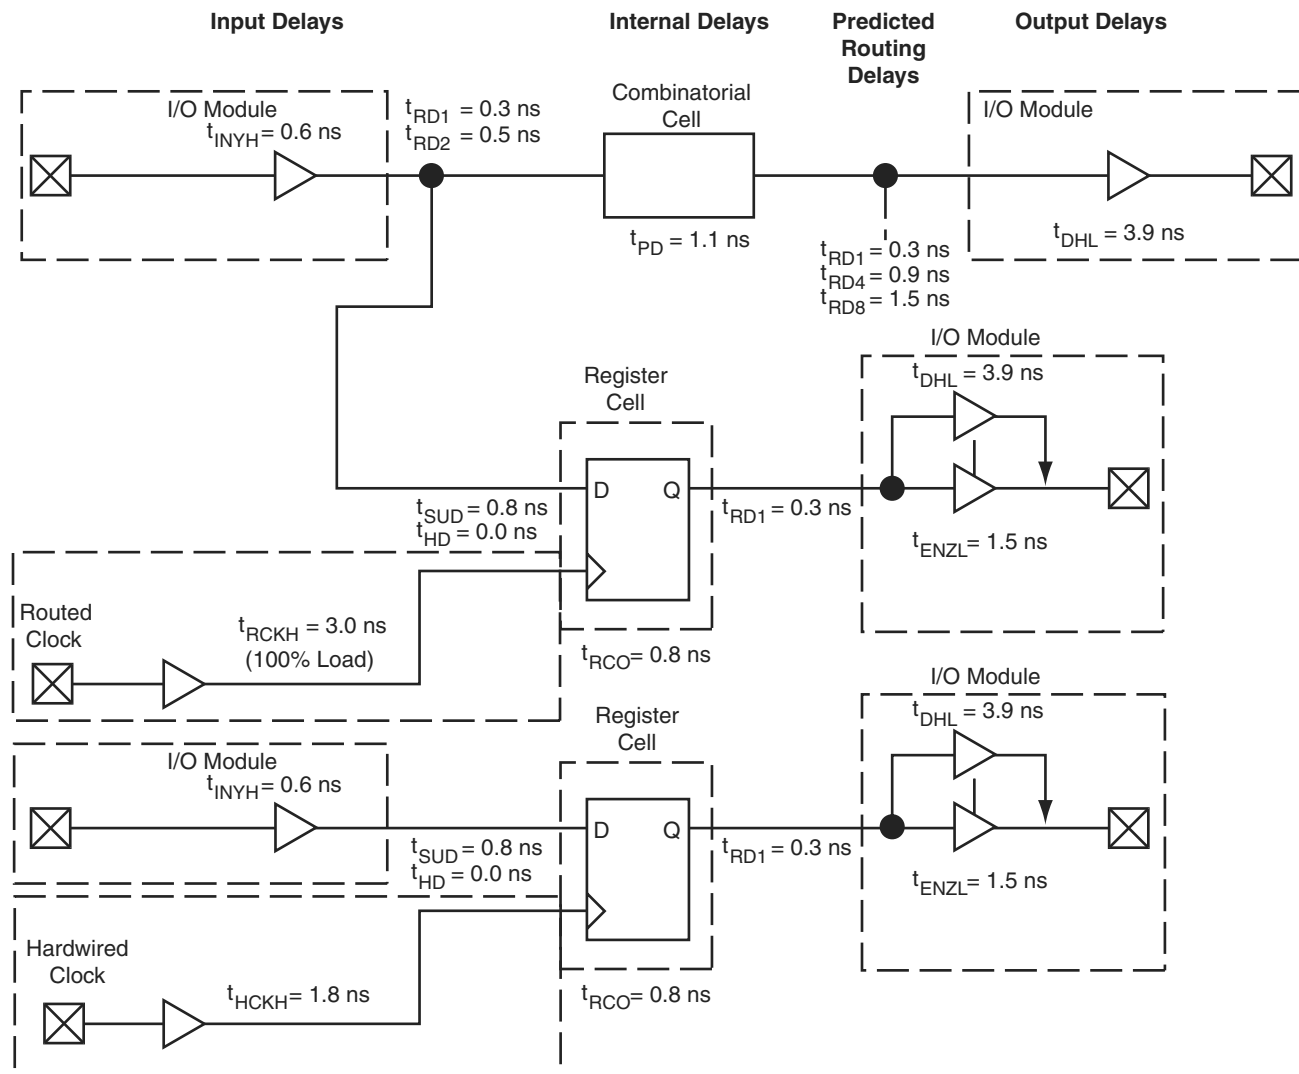 Input Delays
Internal Delays
Predicted
Routing
Delays
Output Delays
I/O Module
tINYH = 0.6 ns
tRD1 = 0.3 ns
tRD2 = 0.5 ns
Combinatorial
Cell
tPD = 1.1 ns
tRD1 = 0.3 ns
tRD4 = 0.9 ns
tRD8 = 1.5 ns
I/O Module
tDHL = 3.9 ns
Register
Cell
D
Q
tSUD = 0.8 ns
tHD = 0.0 ns
tRCO = 0.8 ns
tRD1 = 0.3 ns
I/O Module
tDHL = 3.9 ns
tENZL = 1.5 ns
Routed
Clock
tRCKH = 3.0 ns
(100% Load)
I/O Module
tINYH = 0.6 ns
tSUD = 0.8 ns
tHD = 0.0 ns
Register
Cell
D
Q
tRCO = 0.8 ns
tRD1 = 0.3 ns
I/O Module
tDHL = 3.9 ns
tENZL = 1.5 ns
Hardwired
Clock
tHCKH = 1.8 ns